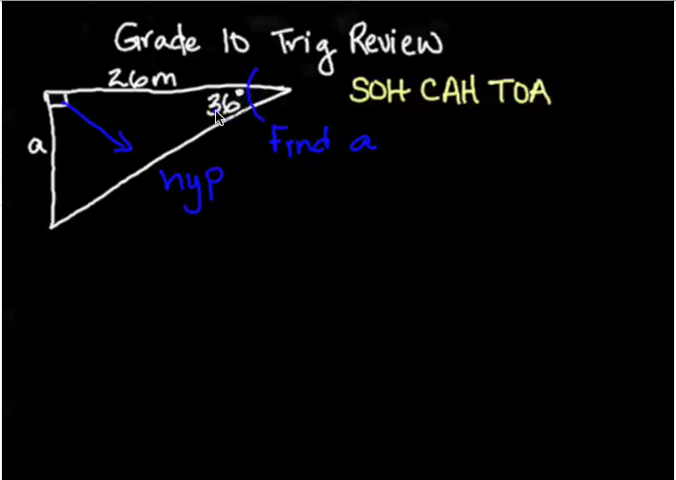 Grade 10 Trig Review
26m
SOH CAH TOA
36°
a
Find a
hyp